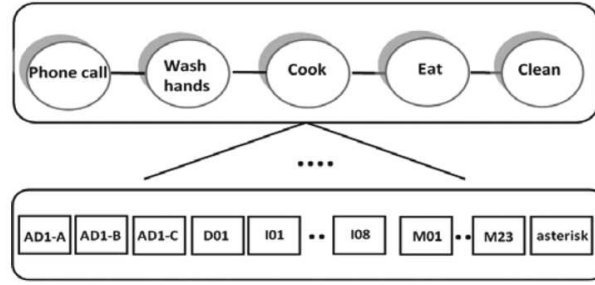 Phone call
Wash
hands
Cook
Eat
Clean
....
AD1-A AD1-B AD1-C D01 I01 .. I08 M01 .. M23 asterisk